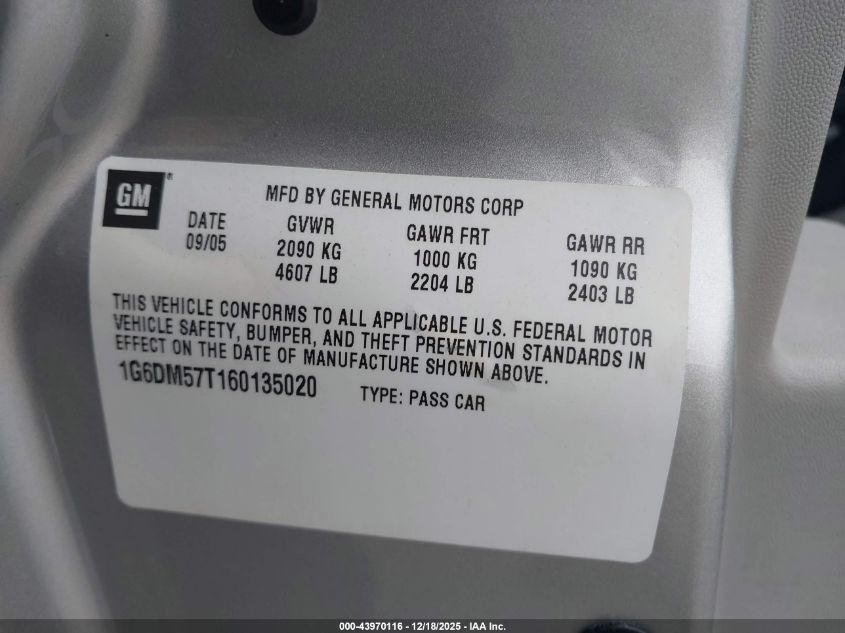 GM®
MFD BY GENERAL MOTORS CORP
DATE GVWR GAWR FRT GAWR RR
09/05 2090 KG 1000 KG 1090 KG
4607 LB 2204 LB 2403 LB
THIS VEHICLE CONFORMS TO ALL APPLICABLE U.S. FEDERAL MOTOR
VEHICLE SAFETY, BUMPER, AND THEFT PREVENTION STANDARDS IN
EFFECT ON THE DATE OF MANUFACTURE SHOWN ABOVE.
1G6DM57T160135020 TYPE: PASS CAR
000-43970116 - 12/18/2025 - IAA Inc.